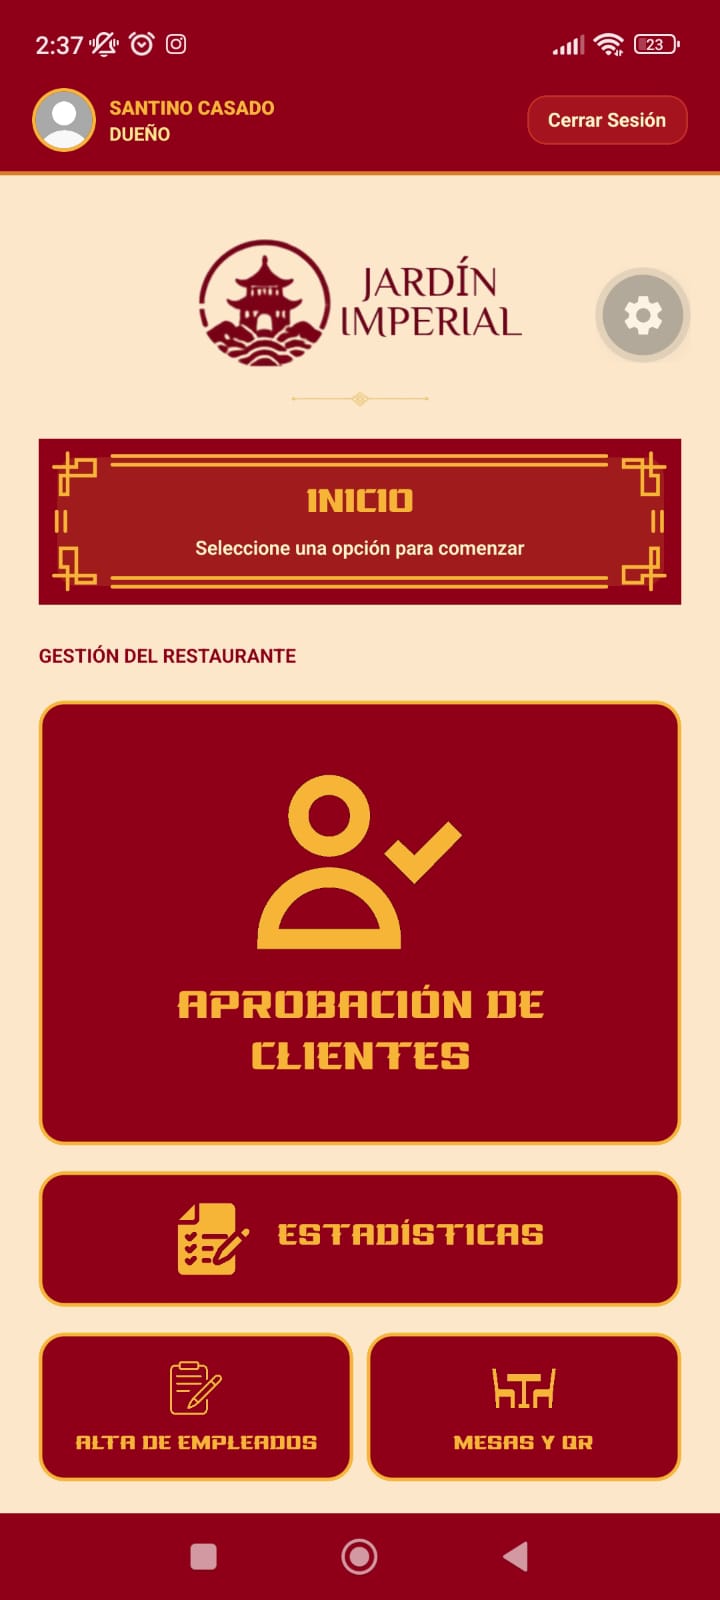 2:37
23
SANTINO CASADO
DUEÑO
Cerrar Sesión
JARDÍN
IMPERIAL
INICIO
Seleccione una opción para comenzar
GESTIÓN DEL RESTAURANTE
APROBACIÓN DE
CLIENTES
ESTADÍSTICAS
ALTA DE EMPLEADOS
MESAS Y QR